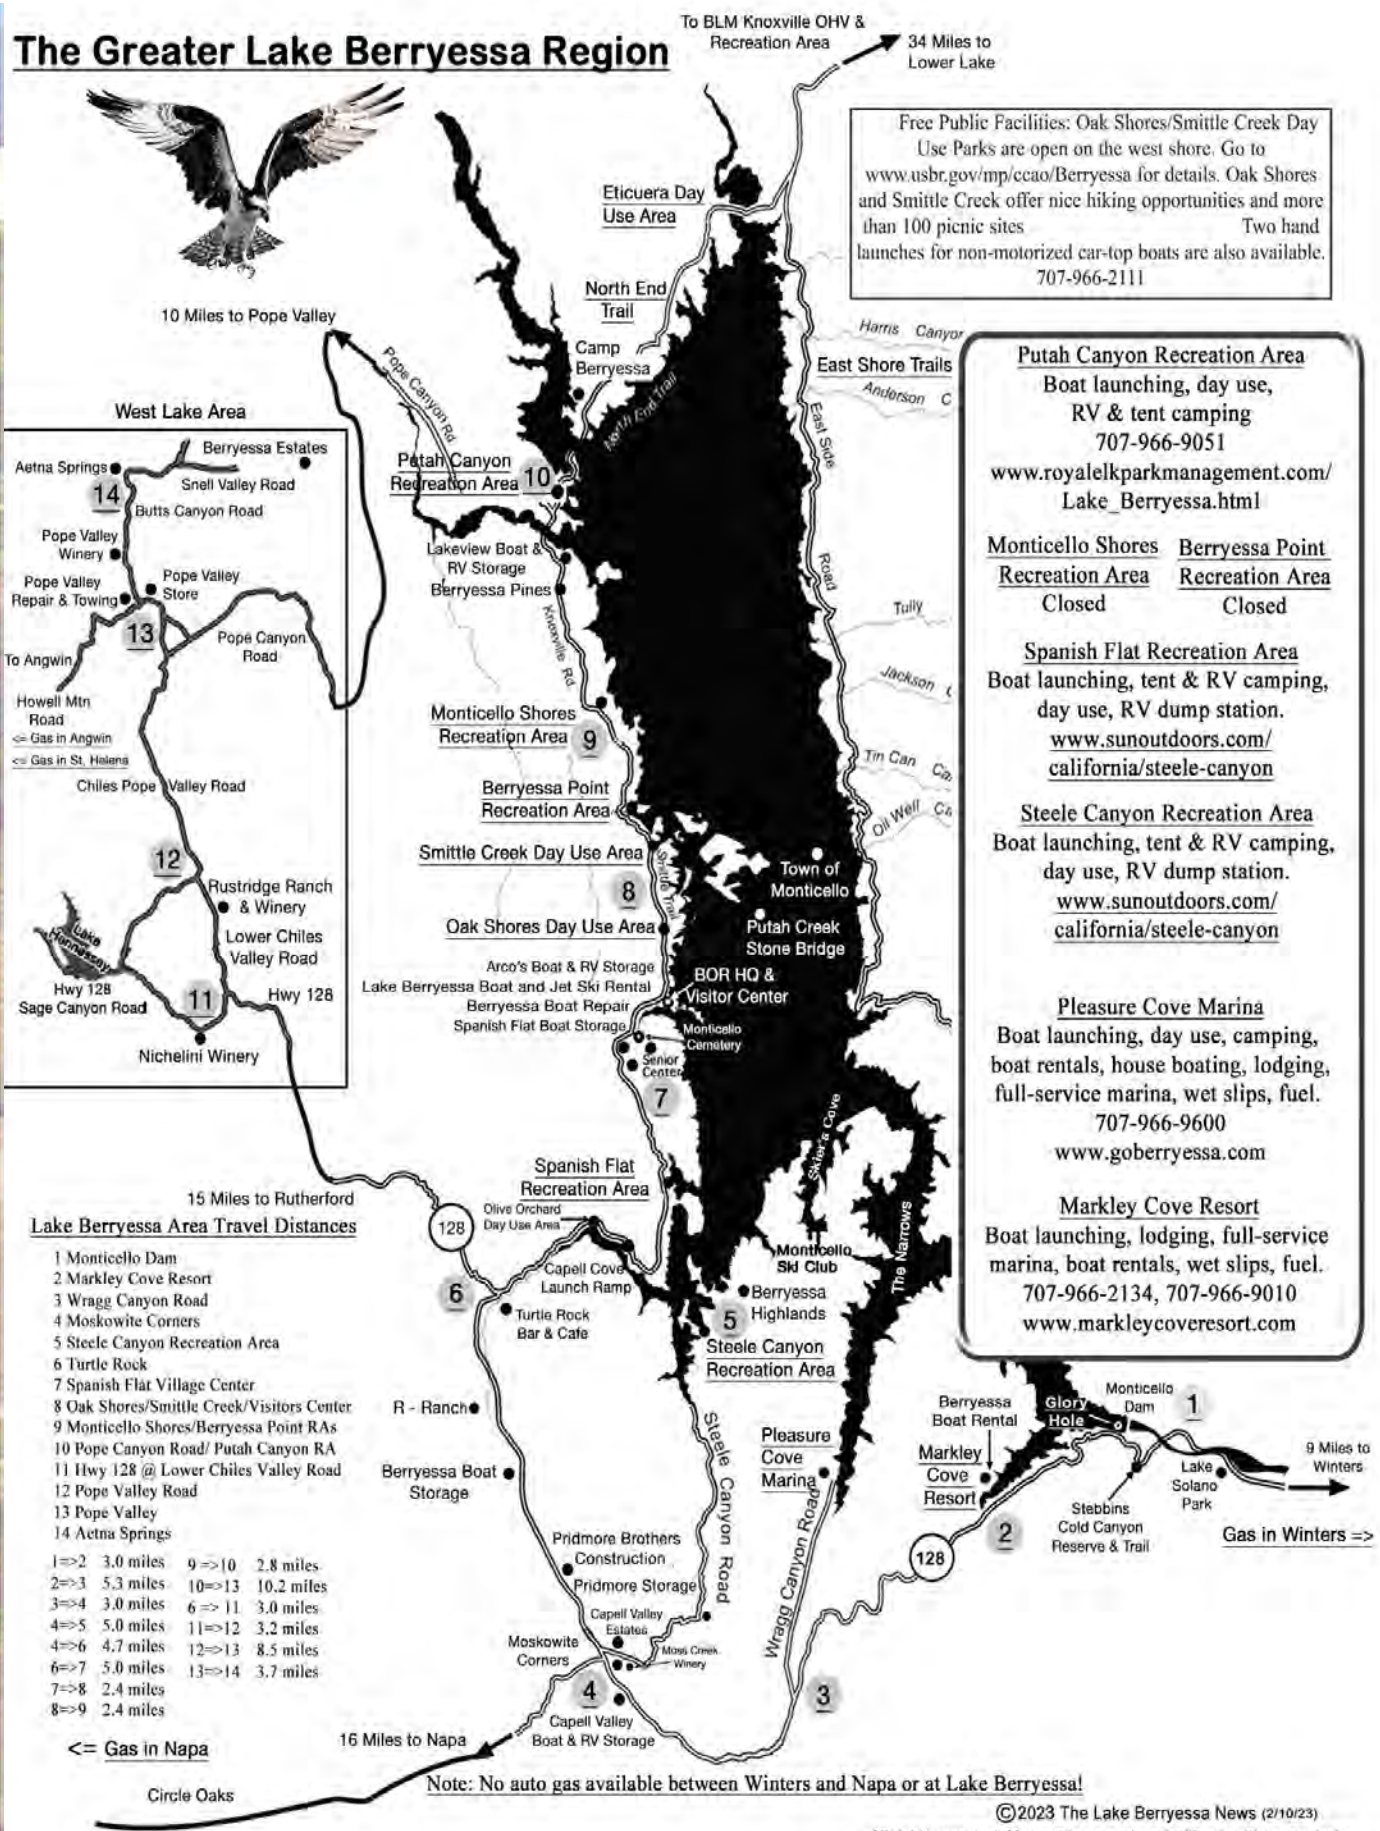 The Greater Lake Berryessa Region
To BLM Knoxville OHV &
Recreation Area
34 Miles to
Lower Lake
Free Public Facilities: Oak Shores/Smittle Creek Day
Use Parks are open on the west shore. Go to
www.usbr.gov/mp/ccao/Berryessa for details. Oak Shores
and Smittle Creek offer nice hiking opportunities and more
than 100 picnic sites Two hand
launches for non-motorized car-top boats are also available.
707-966-2111
Eticuera Day
Use Area
North End
Trail
Camp
Berryessa
North End Trail
10 Miles to Pope Valley
Pope Canyon Rd
Harris Canyon
East Shore Trails
Anderson C
East Side
Road
Tully
Jackson
Tin Can Ca
Oil Well Ca
Putah Canyon
Recreation Area
10
Lakeview Boat &
RV Storage
Berryessa Pines
Knoxville Rd
Monticello Shores
Recreation Area
9
Berryessa Point
Recreation Area
Smittle Creek Day Use Area
Smittle Trail
8
Oak Shores Day Use Area
Town of
Monticello
Putah Creek
Stone Bridge
Arco's Boat & RV Storage
Lake Berryessa Boat and Jet Ski Rental
Berryessa Boat Repair
Spanish Flat Boat Storage
BOR HQ &
Visitor Center
Monticello
Cemetery
Senior
Center
7
West Lake Area
Berryessa Estates
Aetna Springs
14
Snell Valley Road
Butts Canyon Road
Pope Valley
Winery
Pope Valley
Repair & Towing
Pope Valley
Store
13
Pope Canyon
Road
To Angwin
Howell Mtn
Road
<= Gas in Angwin
<= Gas in St. Helena
Chiles Pope Valley Road
12
Rustridge Ranch
& Winery
Lake
Hennessey
Lower Chiles
Valley Road
Hwy 128
Sage Canyon Road
11
Hwy 128
Nichelini Winery
Putah Canyon Recreation Area
Boat launching, day use,
RV & tent camping
707-966-9051
www.royalelkparkmanagement.com/
Lake_Berryessa.html
Monticello Shores
Recreation Area
Closed
Berryessa Point
Recreation Area
Closed
Spanish Flat Recreation Area
Boat launching, tent & RV camping,
day use, RV dump station.
www.sunoutdoors.com/
california/steele-canyon
Steele Canyon Recreation Area
Boat launching, tent & RV camping,
day use, RV dump station.
www.sunoutdoors.com/
california/steele-canyon
Pleasure Cove Marina
Boat launching, day use, camping,
boat rentals, house boating, lodging,
full-service marina, wet slips, fuel.
707-966-9600
www.goberryessa.com
Markley Cove Resort
Boat launching, lodging, full-service
marina, boat rentals, wet slips, fuel.
707-966-2134, 707-966-9010
www.markleycoveresort.com
Skier's Cove
The Narrows
Spanish Flat
Recreation Area
Olive Orchard
Day Use Area
15 Miles to Rutherford
128
6
Capell Cove
Launch Ramp
Monticello
Ski Club
Berryessa
Highlands
5
Turtle Rock
Bar & Cafe
Steele Canyon
Recreation Area
R - Ranch
Berryessa Boat
Storage
Steele Canyon Road
Pleasure
Cove
Marina
Wragg Canyon Road
Berryessa
Boat Rental
Glory
Hole
Monticello
Dam
1
Markley
Cove
Resort
2
Stebbins
Cold Canyon
Reserve & Trail
Lake
Solano
Park
9 Miles to
Winters
Gas in Winters =>
128
Pridmore Brothers
Construction
Pridmore Storage
Capell Valley
Estates
Moskowite
Corners
Moss Creek
Winery
4
3
Capell Valley
Boat & RV Storage
16 Miles to Napa
Lake Berryessa Area Travel Distances
1 Monticello Dam
2 Markley Cove Resort
3 Wragg Canyon Road
4 Moskowite Corners
5 Steele Canyon Recreation Area
6 Turtle Rock
7 Spanish Flat Village Center
8 Oak Shores/Smittle Creek/Visitors Center
9 Monticello Shores/Berryessa Point RAs
10 Pope Canyon Road/ Putah Canyon RA
11 Hwy 128 @ Lower Chiles Valley Road
12 Pope Valley Road
13 Pope Valley
14 Aetna Springs
1=>2 3.0 miles
2=>3 5.3 miles
3=>4 3.0 miles
4=>5 5.0 miles
4=>6 4.7 miles
6=>7 5.0 miles
7=>8 2.4 miles
8=>9 2.4 miles
9 =>10 2.8 miles
10=>13 10.2 miles
6 => 11 3.0 miles
11=>12 3.2 miles
12=>13 8.5 miles
13=>14 3.7 miles
<= Gas in Napa
Circle Oaks
Note: No auto gas available between Winters and Napa or at Lake Berryessa!
©2023 The Lake Berryessa News (2/10/23)